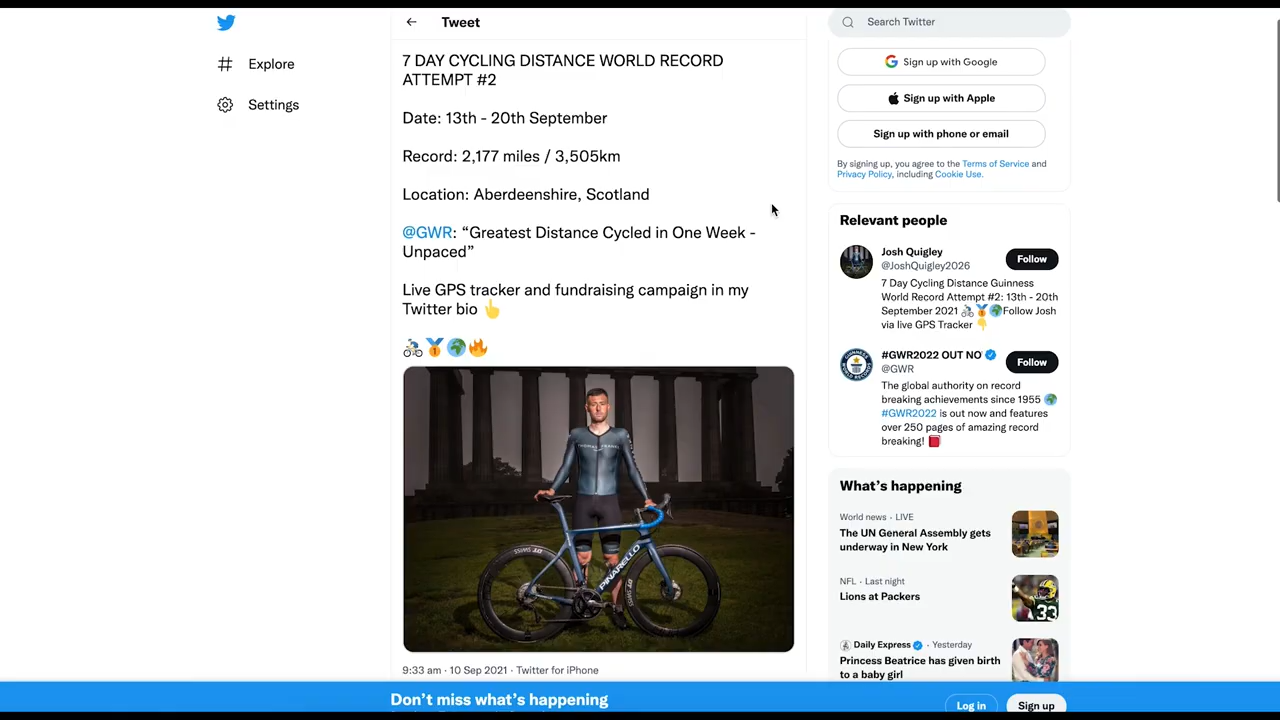 Tweet
Search Twitter
Explore
Settings
7 DAY CYCLING DISTANCE WORLD RECORD
ATTEMPT #2
Date: 13th - 20th September
Record: 2,177 miles / 3,505km
Location: Aberdeenshire, Scotland
@GWR: “Greatest Distance Cycled in One Week -
Unpaced”
Live GPS tracker and fundraising campaign in my
Twitter bio 👆
🚴🏅🌍🔥
PINARELLO
DT SWISS
9:33 am · 10 Sep 2021 · Twitter for iPhone
Sign up with Google
Sign up with Apple
Sign up with phone or email
By signing up, you agree to the Terms of Service and
Privacy Policy, including Cookie Use.
Relevant people
Josh Quigley
@JoshQuigley2026
Follow
7 Day Cycling Distance Guinness
World Record Attempt #2: 13th - 20th
September 2021 🚴🏅🌍Follow Josh
via live GPS Tracker 👇
#GWR2022 OUT NO
@GWR
Follow
The global authority on record
breaking achievements since 1955 🌍
#GWR2022 is out now and features
over 250 pages of amazing record
breaking! 📕
What’s happening
World news · LIVE
The UN General Assembly gets
underway in New York
NFL · Last night
Lions at Packers
33
Daily Express · Yesterday
Princess Beatrice has given birth
to a baby girl
Don’t miss what’s happening
Log in
Sign up